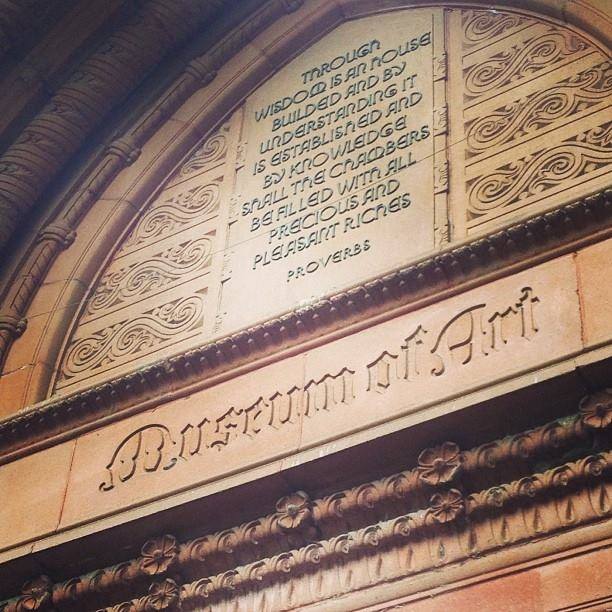 THROUGH
WISDOM IS AN HOUSE
BUILDED AND BY
UNDERSTANDING IT
IS ESTABLISHED AND
BY KNOWLEDGE
SHALL THE CHAMBERS
BE FILLED WITH ALL
PRECIOUS AND
PLEASANT RICHES
PROVERBS
Museum of Art